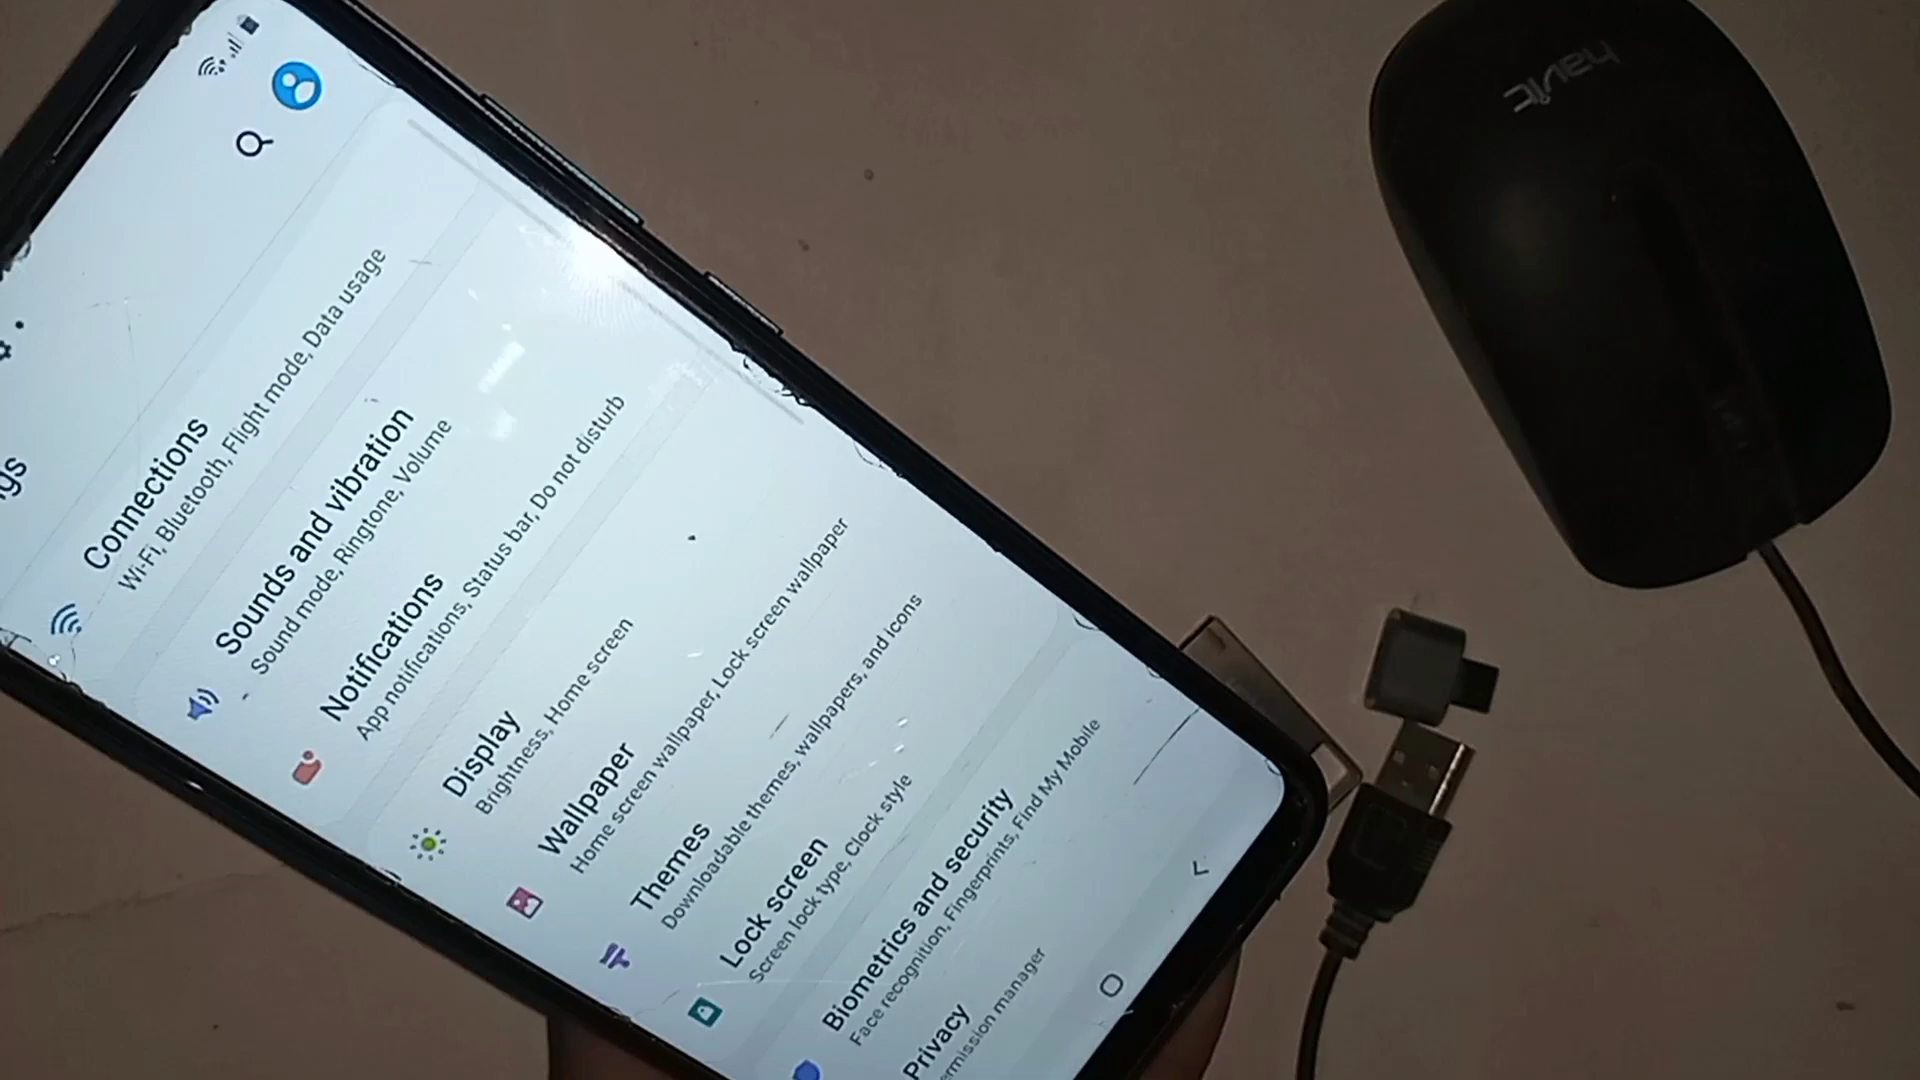 havit
Connections
Wi-Fi, Bluetooth, Flight mode, Data usage
Sounds and vibration
Sound mode, Ringtone, Volume
Notifications
App notifications, Status bar, Do not disturb
Display
Brightness, Home screen
Wallpaper
Home screen wallpaper, Lock screen wallpaper
Themes
Downloadable themes, wallpapers, and icons
Lock screen
Screen lock type, Clock style
Biometrics and security
Face recognition, Fingerprints, Find My Mobile
Privacy
ermission manager